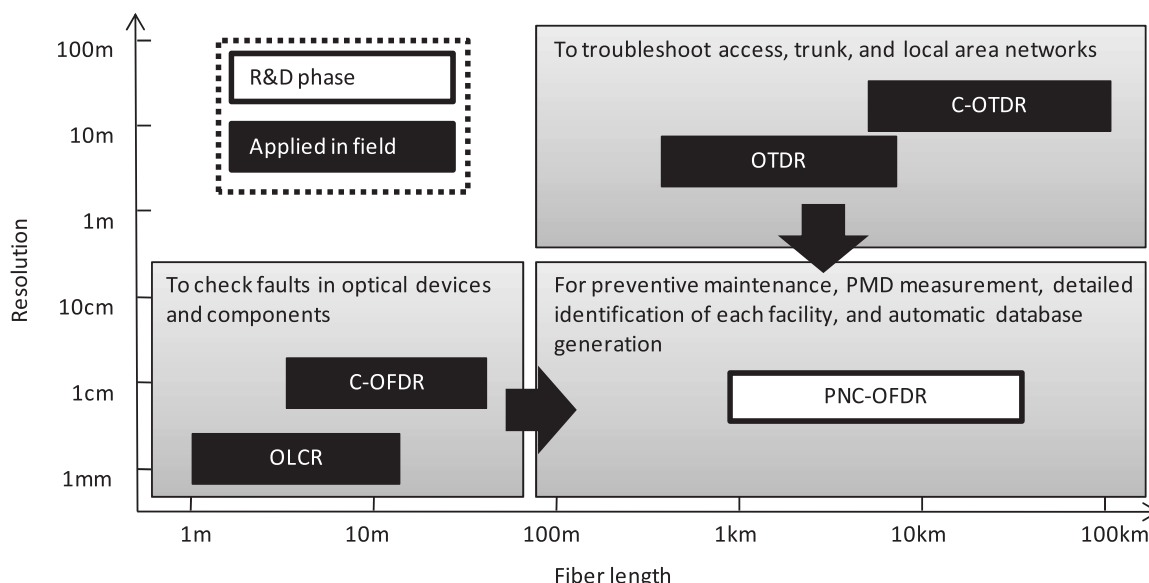 100m
10m
1m
10cm
1cm
1mm
Resolution
R&D phase
Applied in field
To troubleshoot access, trunk, and local area networks
C-OTDR
OTDR
To check faults in optical devices
and components
C-OFDR
OLCR
For preventive maintenance, PMD measurement, detailed
identification of each facility, and automatic database
generation
PNC-OFDR
1m
10m
100m
1km
10km
100km
Fiber length